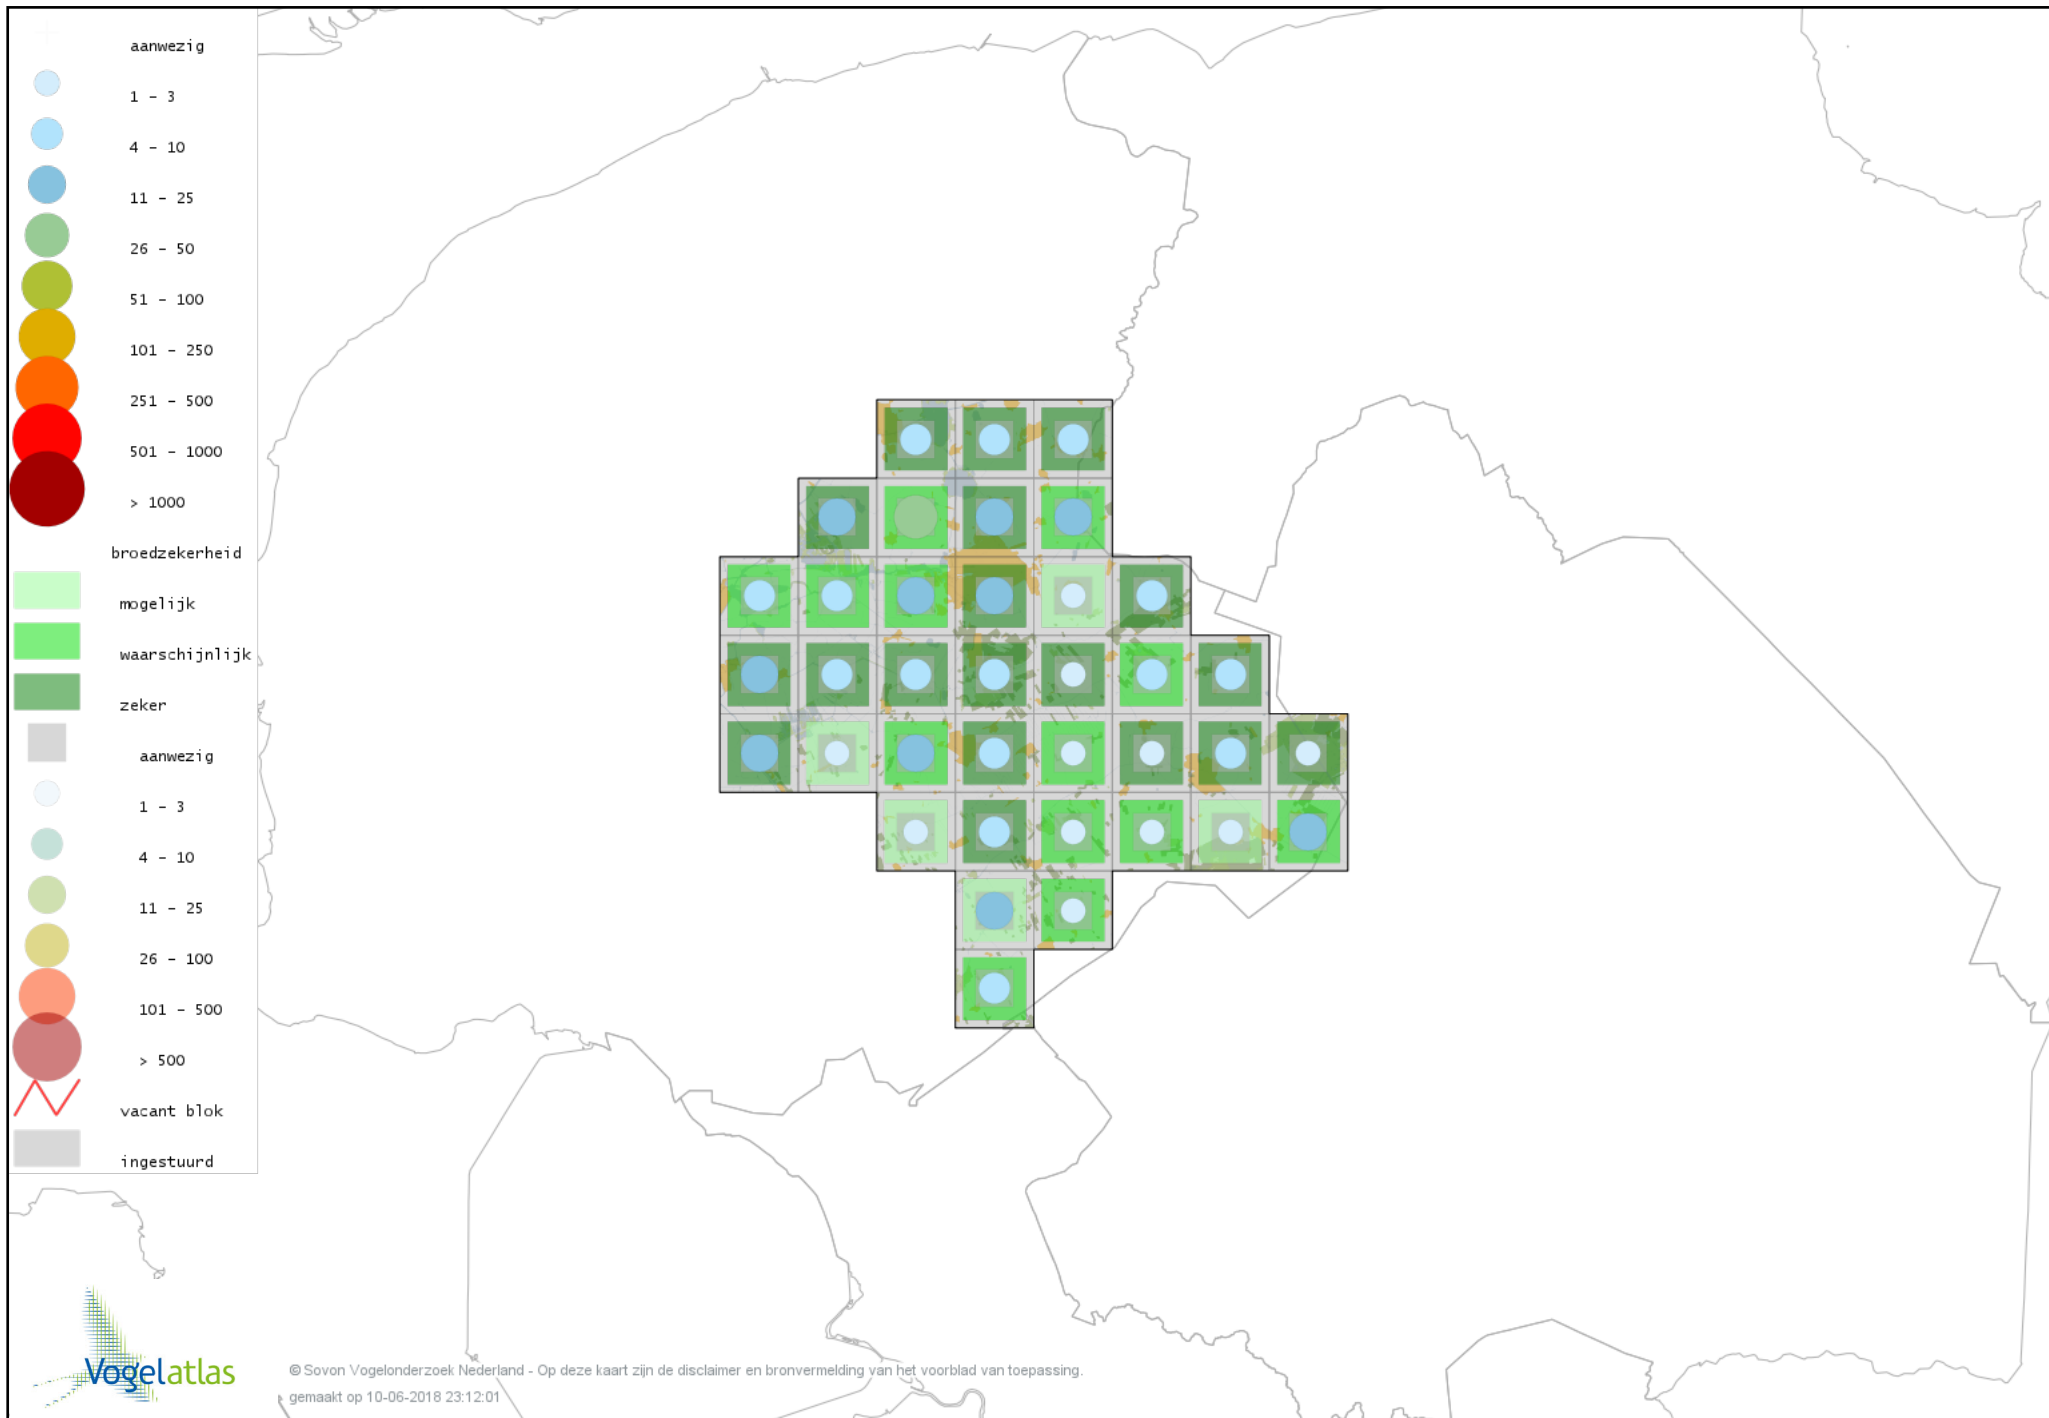 aanwezig
1 - 3
4 - 10
11 - 25
26 - 50
51 - 100
101 - 250
251 - 500
501 - 1000
> 1000
broedzekerheid
mogelijk
waarschijnlijk
zeker
aanwezig
1 - 3
4 - 10
11 - 25
26 - 100
101 - 500
> 500
vacant blok
ingestuurd
Vogelatlas
© Sovon Vogelonderzoek Nederland - Op deze kaart zijn de disclaimer en bronvermelding van het voorblad van toepassing.
gemaakt op 10-06-2018 23:12:01